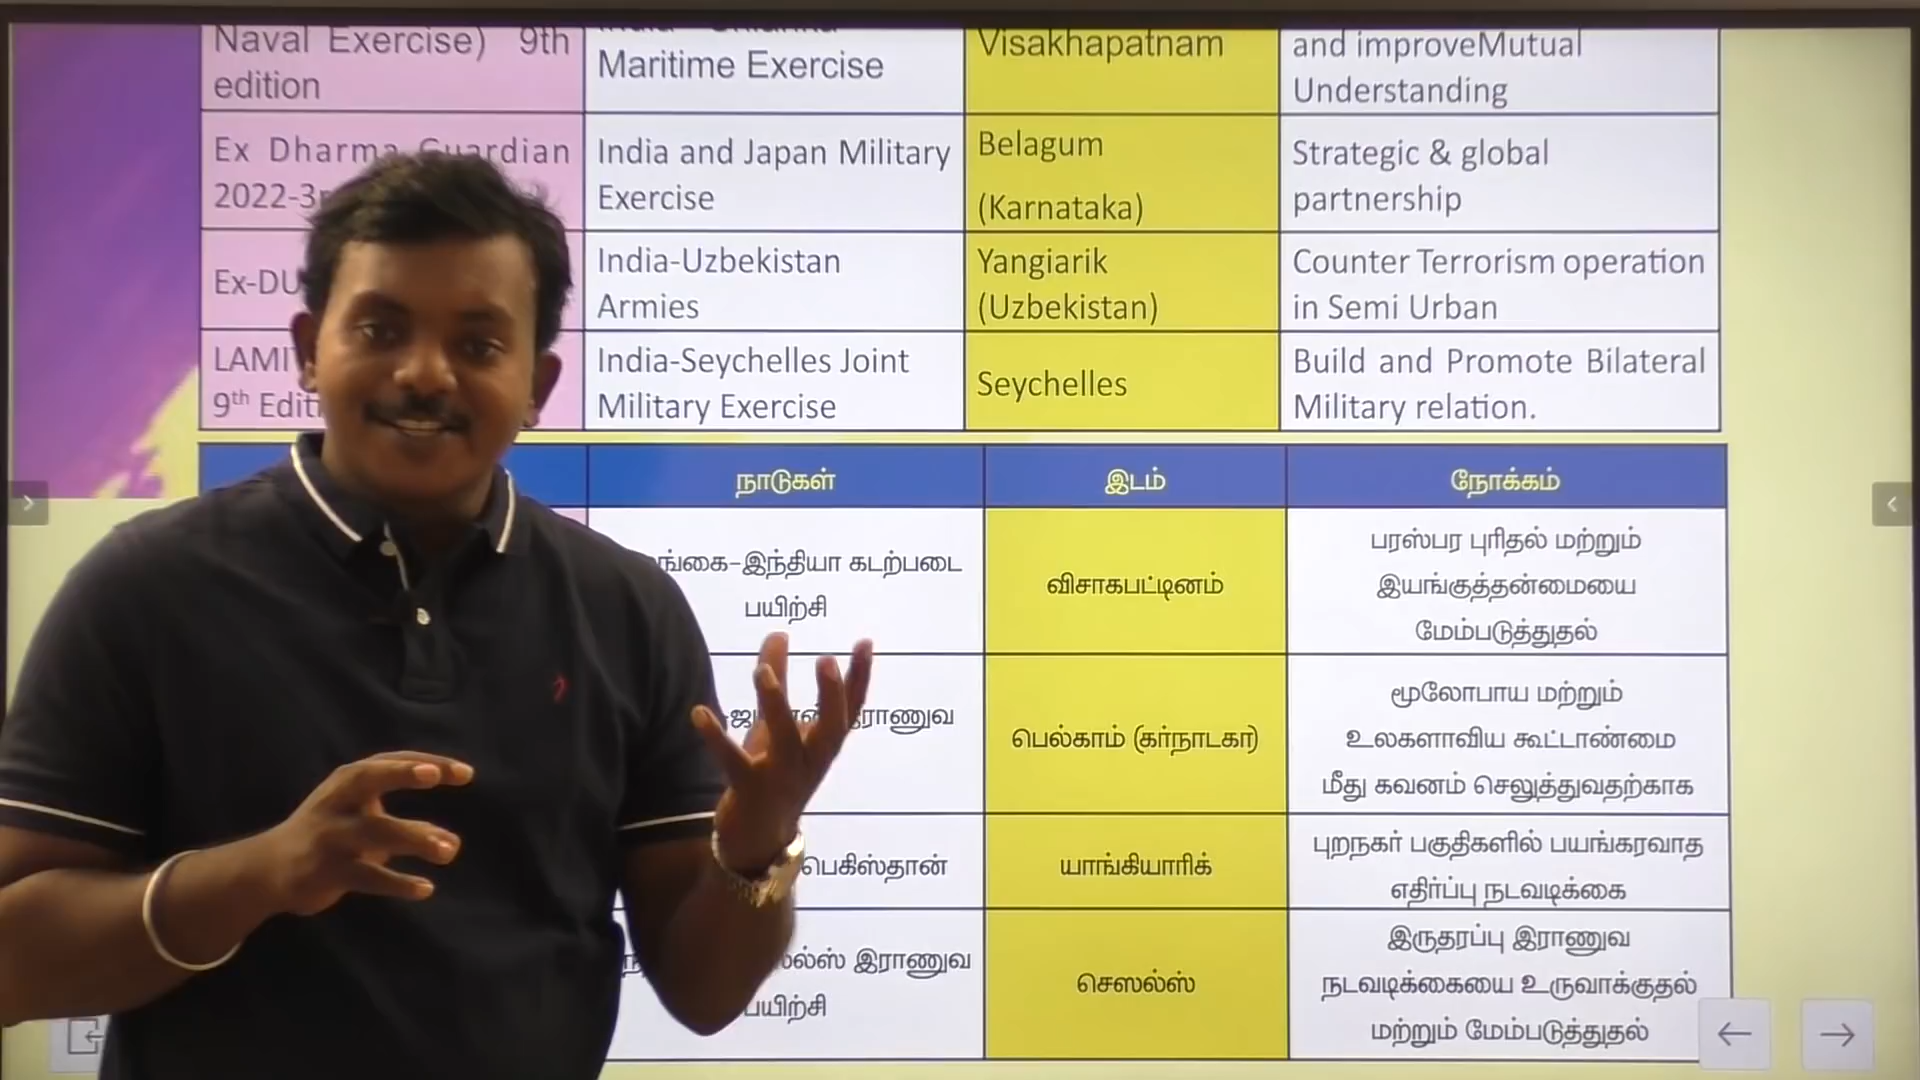 Naval Exercise) 9th
edition
Maritime Exercise
Visakhapatnam
and improveMutual
Understanding
Ex Dharma Guardian
2022-3r
India and Japan Military
Exercise
Belagum
(Karnataka)
Strategic & global
partnership
Ex-DU
India-Uzbekistan
Armies
Yangiarik
(Uzbekistan)
Counter Terrorism operation
in Semi Urban
LAMI
9th Editi
India-Seychelles Joint
Military Exercise
Seychelles
Build and Promote Bilateral
Military relation.
நாடுகள்
இடம்
நோக்கம்
ங்கை-இந்தியா கடற்படை
பயிற்சி
விசாகபட்டினம்
பரஸ்பர புரிதல் மற்றும்
இயங்குத்தன்மையை
மேம்படுத்துதல்
பெல்காம் (கர்நாடகா)
மூலோபாய மற்றும்
உலகளாவிய கூட்டாண்மை
மீது கவனம் செலுத்துவதற்காக
பெகிஸ்தான்
யாங்கியாரிக்
புறநகர் பகுதிகளில் பயங்கரவாத
எதிர்ப்பு நடவடிக்கை
ல்ஸ் இராணுவ
பயிற்சி
செஸல்ஸ்
இருதரப்பு இராணுவ
நடவடிக்கையை உருவாக்குதல்
மற்றும் மேம்படுத்துதல்